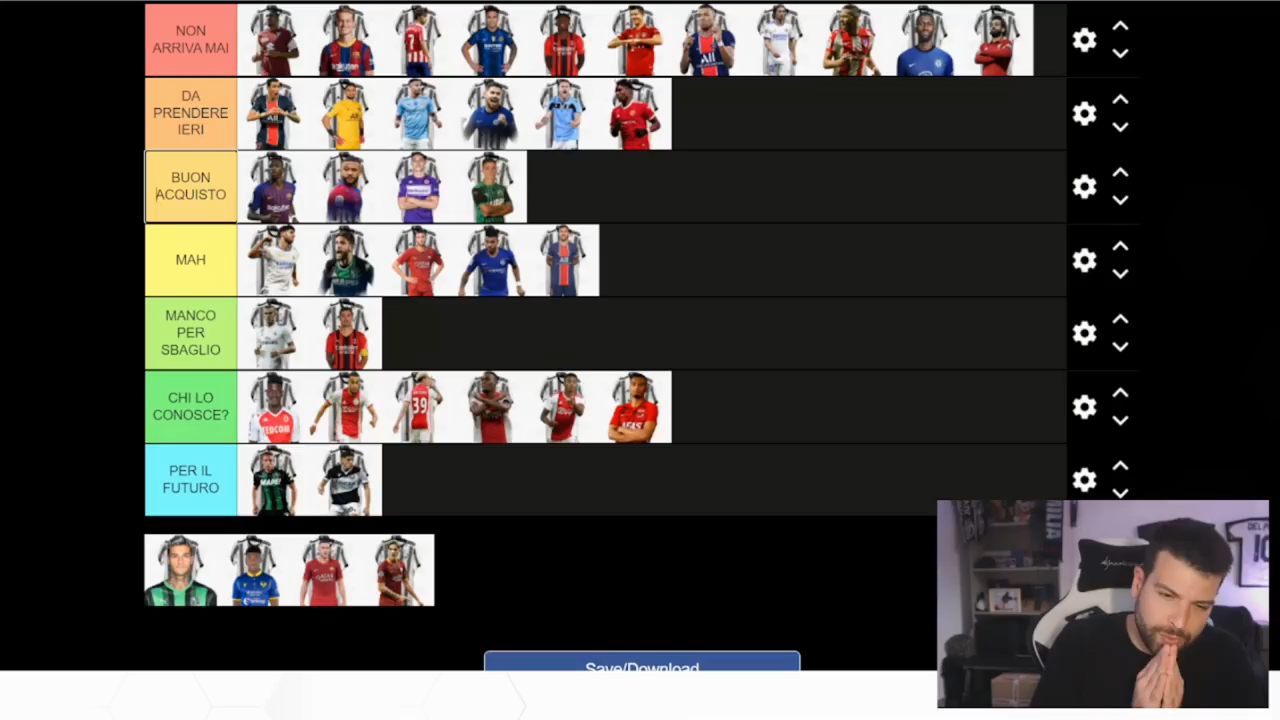 NON
ARRIVA MAI
DA
PRENDERE
IERI
BUON
ACQUISTO
MAH
MANCO
PER
SBAGLIO
CHI LO
CONOSCE?
39
PER IL
FUTURO
Save/Download